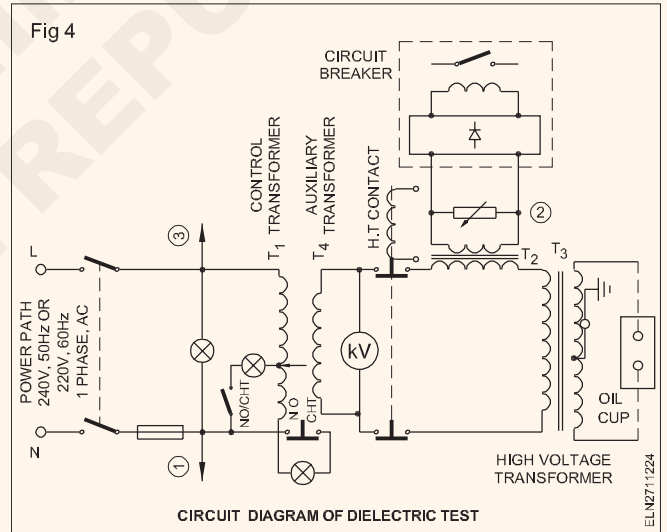 Fig 4
CIRCUIT
BREAKER
CONTROL
TRANSFORMER
AUXILIARY
TRANSFORMER
H.T CONTACT
2
3
L
T1
T4
T2
T3
POWER PATH
240V, 50Hz OR
220V, 60Hz
1 PHASE, AC
kV
NO/CHT
NO
CHT
OIL
CUP
N
1
HIGH VOLTAGE
TRANSFORMER
CIRCUIT DIAGRAM OF DIELECTRIC TEST
ELN2711224